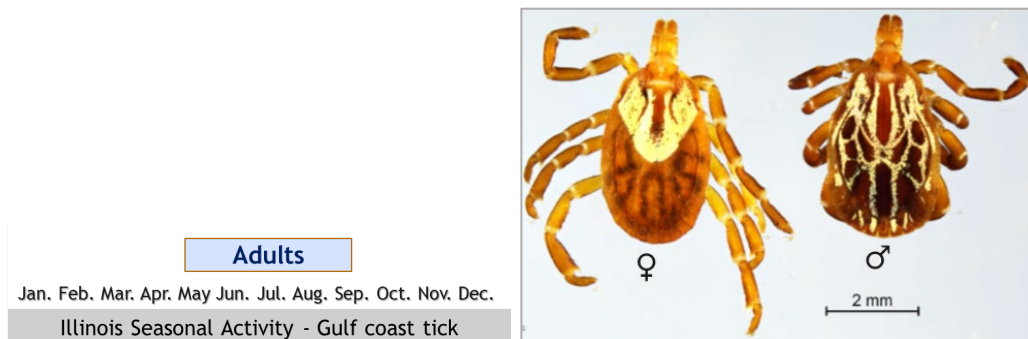 Adults
Jan. Feb. Mar. Apr. May Jun. Jul. Aug. Sep. Oct. Nov. Dec.
Illinois Seasonal Activity - Gulf coast tick
♀
♂
2 mm